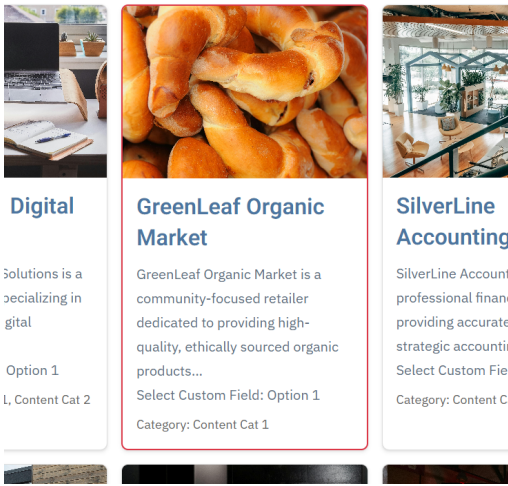 Digital
Solutions is a
pecializing in
gital
Option 1
1, Content Cat 2
GreenLeaf Organic
Market
GreenLeaf Organic Market is a
community-focused retailer
dedicated to providing high-
quality, ethically sourced organic
products...
Select Custom Field: Option 1
Category: Content Cat 1
SilverLine
Accounting
SilverLine Account
professional finan
providing accurate
strategic accounti
Select Custom Fie
Category: Content C